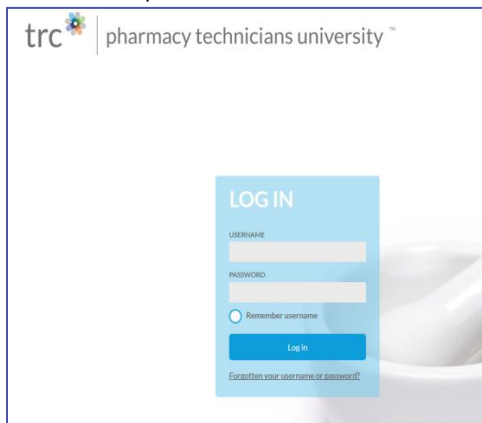 trc pharmacy technicians university ™
LOG IN
USERNAME
PASSWORD
Remember username
Log in
Forgotten your username or password?